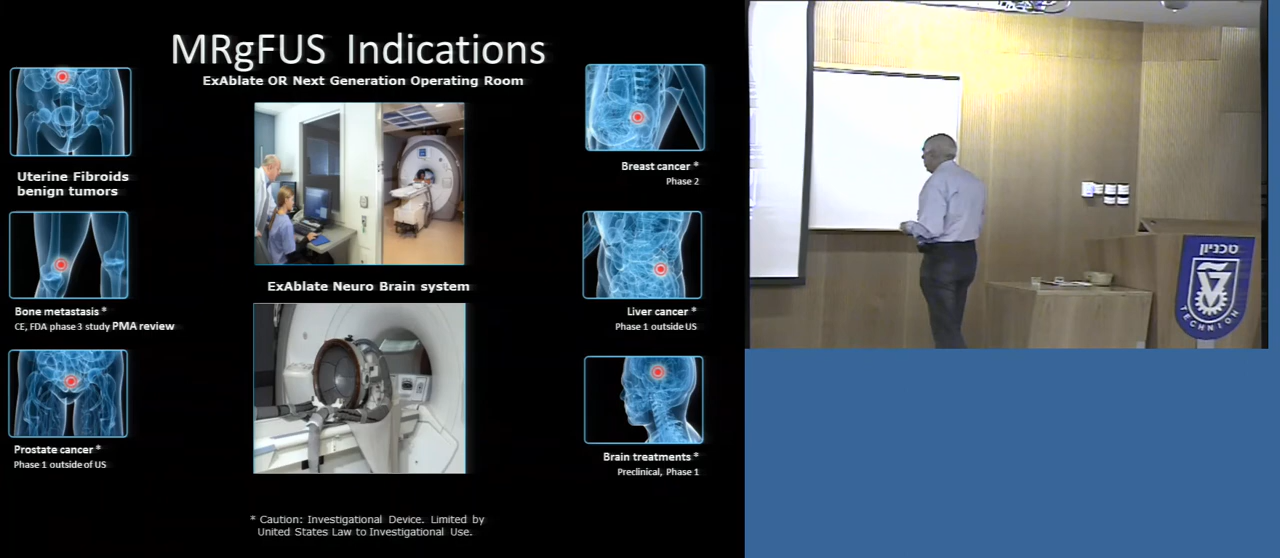 MRgFUS Indications
ExAblate OR Next Generation Operating Room
Uterine Fibroids
benign tumors
Bone metastasis *
CE, FDA phase 3 study PMA review
Prostate cancer *
Phase 1 outside of US
ExAblate Neuro Brain system
Breast cancer *
Phase 2
Liver cancer *
Phase 1 outside US
Brain treatments *
Preclinical, Phase 1
* Caution: Investigational Device. Limited by
United States Law to Investigational Use.
טכניון
TECHNION